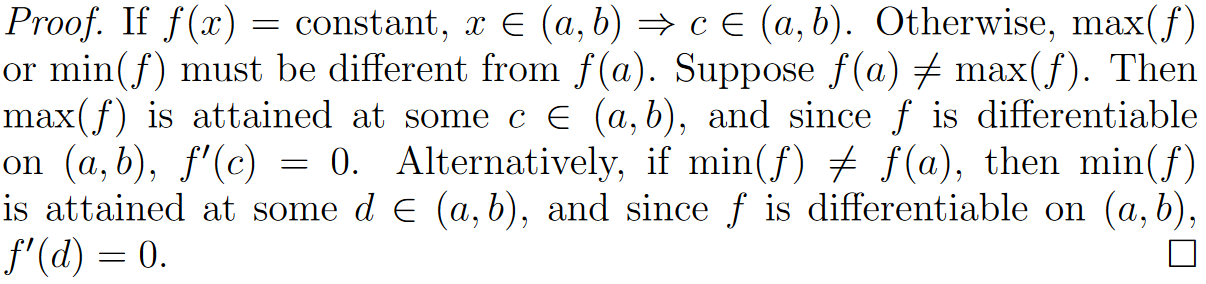 Proof. If f(x) = constant, x ∈ (a, b) ⇒ c ∈ (a, b). Otherwise, max(f)
or min(f) must be different from f(a). Suppose f(a) ≠ max(f). Then
max(f) is attained at some c ∈ (a, b), and since f is differentiable
on (a, b), f′(c) = 0. Alternatively, if min(f) ≠ f(a), then min(f)
is attained at some d ∈ (a, b), and since f is differentiable on (a, b),
f′(d) = 0. □